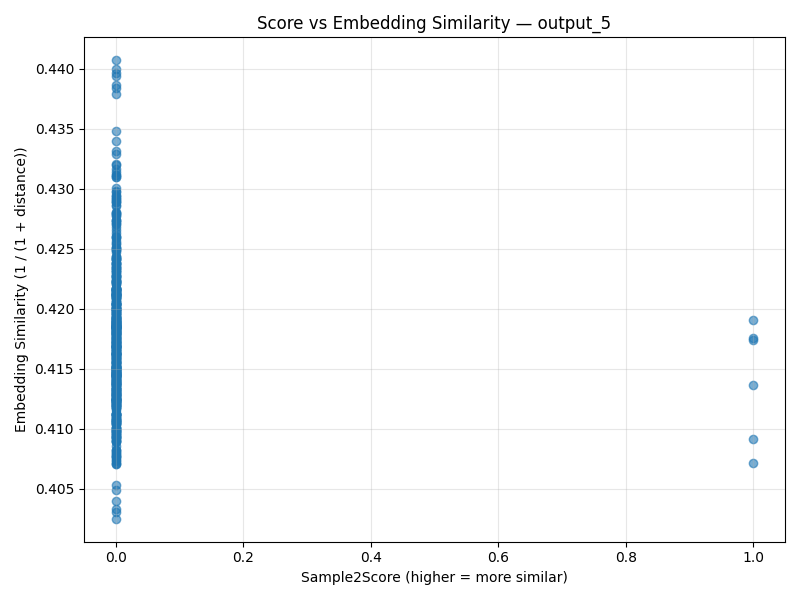 Score vs Embedding Similarity — output_5
Embedding Similarity (1 / (1 + distance))
0.440
0.435
0.430
0.425
0.420
0.415
0.410
0.405
0.0 0.2 0.4 0.6 0.8 1.0
Sample2Score (higher = more similar)